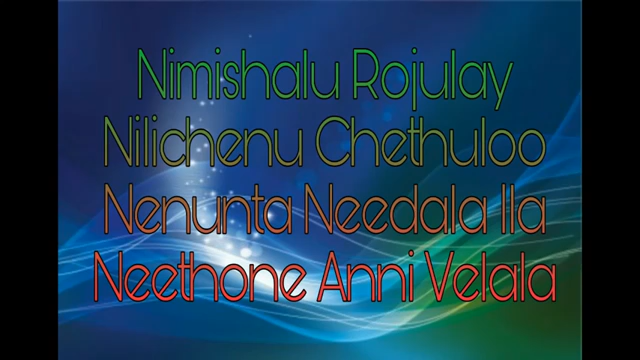 Nimishalu Rojulay
Nilichenu Chethuloo
Nenunta Needala Ila
Neethone Anni Velala